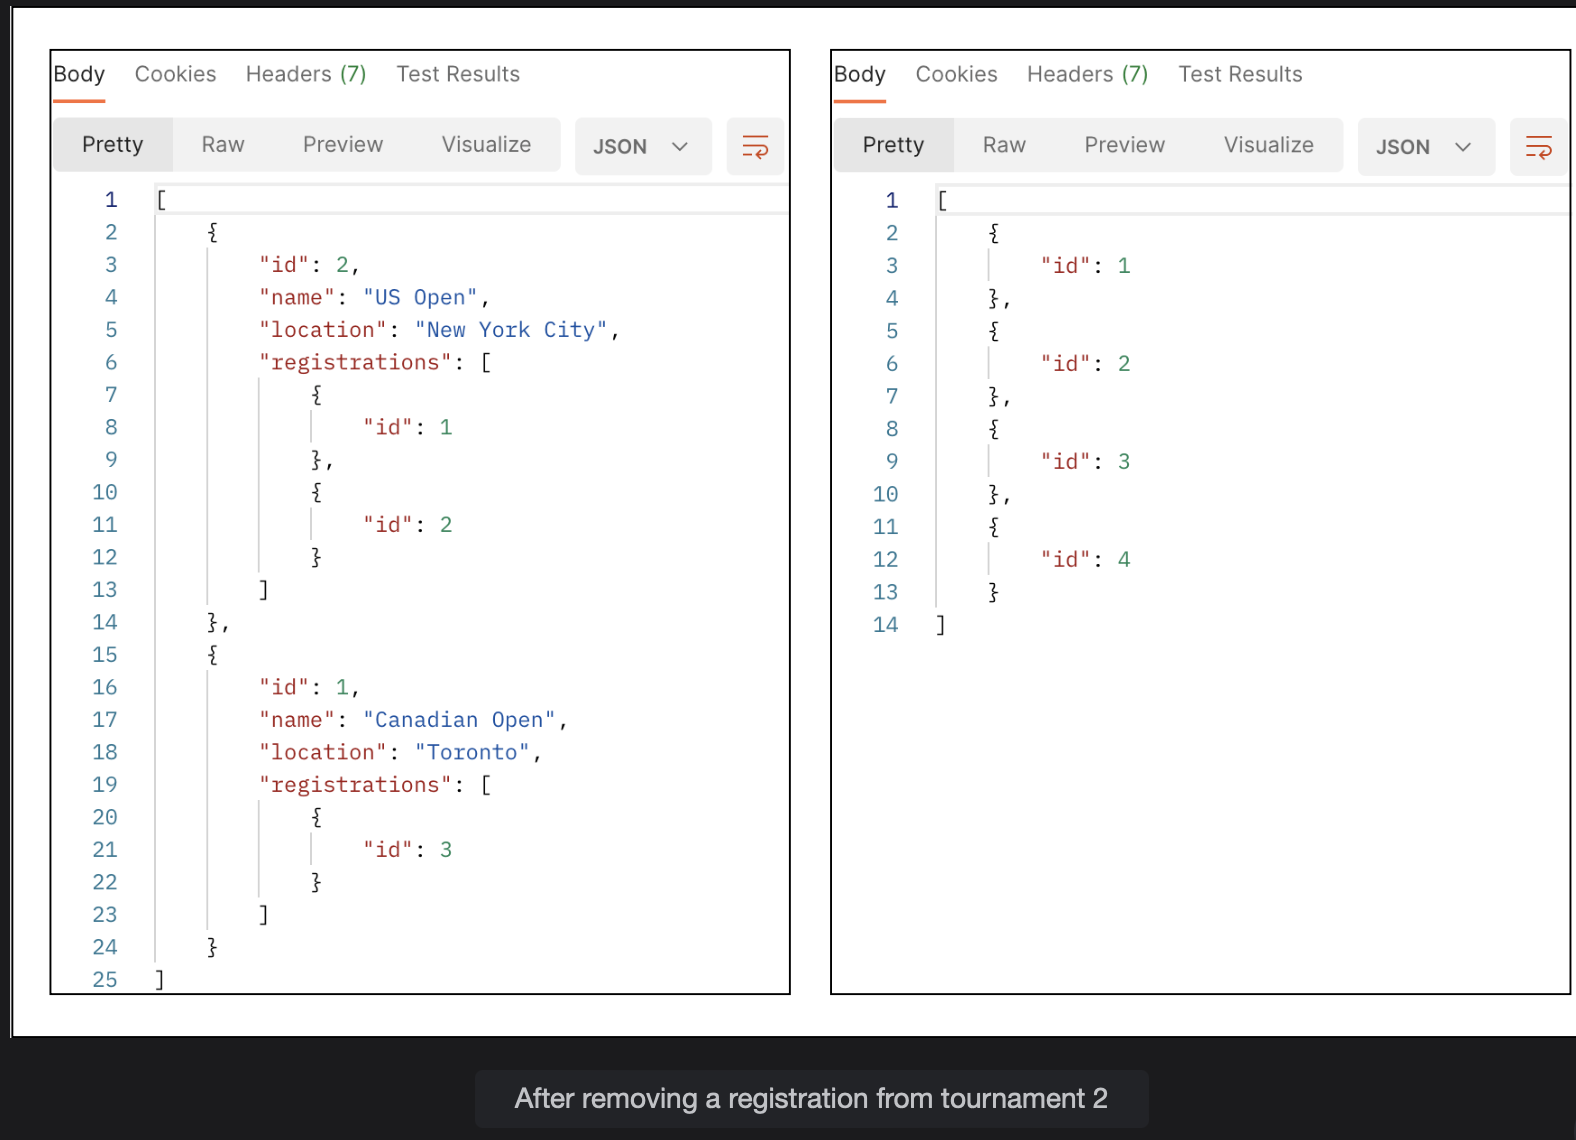 Body Cookies Headers (7) Test Results
Pretty Raw Preview Visualize JSON
1 [
2 {
3 "id": 2,
4 "name": "US Open",
5 "location": "New York City",
6 "registrations": [
7 {
8 "id": 1
9 },
10 {
11 "id": 2
12 }
13 ]
14 },
15 {
16 "id": 1,
17 "name": "Canadian Open",
18 "location": "Toronto",
19 "registrations": [
20 {
21 "id": 3
22 }
23 ]
24 }
25 ]
Body Cookies Headers (7) Test Results
Pretty Raw Preview Visualize JSON
1 [
2 {
3 "id": 1
4 },
5 {
6 "id": 2
7 },
8 {
9 "id": 3
10 },
11 {
12 "id": 4
13 }
14 ]
After removing a registration from tournament 2